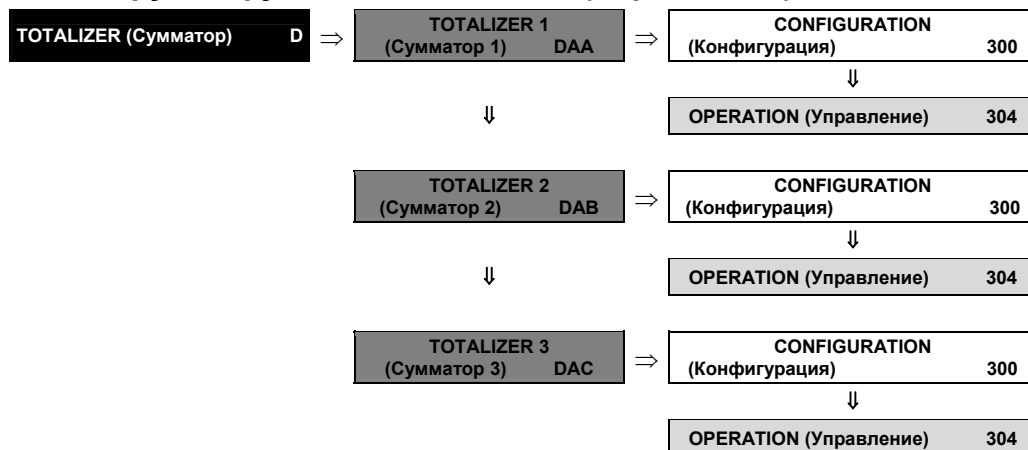 TOTALIZER (Сумматор) D ⇒ TOTALIZER 1 ⇒ CONFIGURATION
(Сумматор 1) DAA (Конфигурация) 300
⇓
⇓ OPERATION (Управление) 304
TOTALIZER 2 ⇒ CONFIGURATION
(Сумматор 2) DAB (Конфигурация) 300
⇓
⇓ OPERATION (Управление) 304
TOTALIZER 3 ⇒ CONFIGURATION
(Сумматор 3) DAC (Конфигурация) 300
⇓
OPERATION (Управление) 304